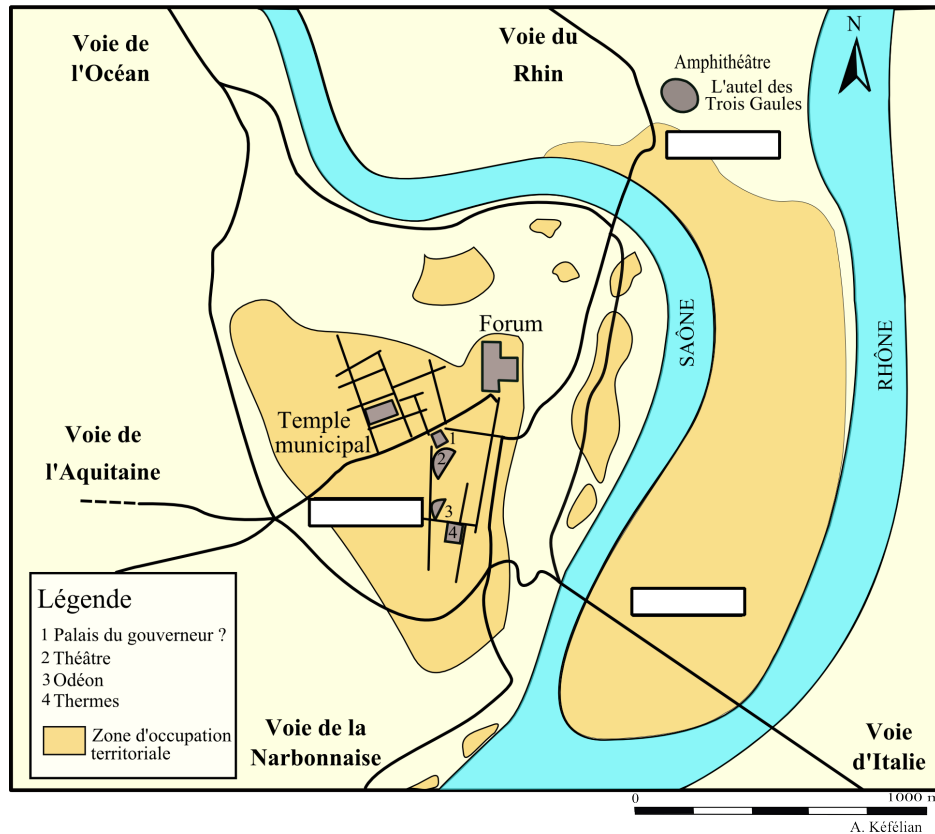 Voie de
l'Océan
Voie du
Rhin
N
Amphithéâtre
L'autel des
Trois Gaules
SAÔNE
RHÔNE
Forum
Temple
municipal
1
2
3
4
Voie de
l'Aquitaine
Légende
1 Palais du gouverneur ?
2 Théâtre
3 Odéon
4 Thermes
Zone d'occupation
territoriale
Voie de la
Narbonnaise
Voie
d'Italie
0 1000 m
A. Kéfélian